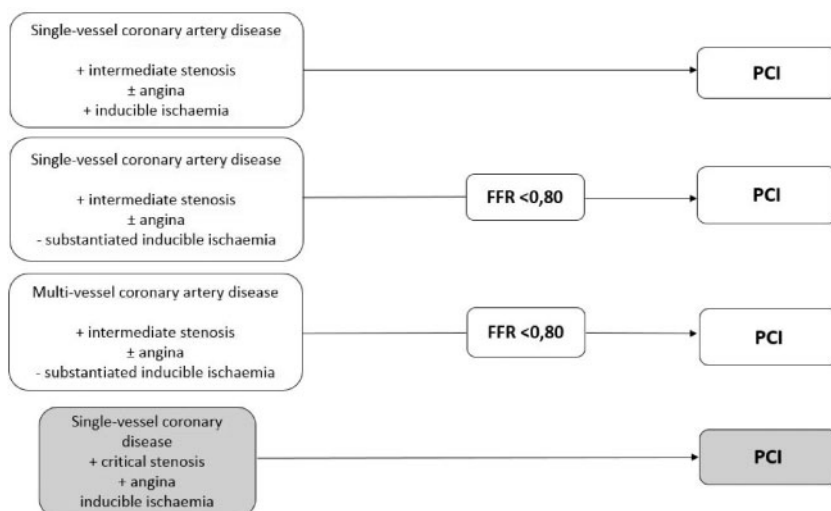 Single-vessel coronary artery disease
+ intermediate stenosis
± angina
+ inducible ischaemia
PCI
Single-vessel coronary artery disease
+ intermediate stenosis
± angina
- substantiated inducible ischaemia
FFR <0,80
PCI
Multi-vessel coronary artery disease
+ intermediate stenosis
± angina
- substantiated inducible ischaemia
FFR <0,80
PCI
Single-vessel coronary
disease
+ critical stenosis
+ angina
inducible ischaemia
PCI